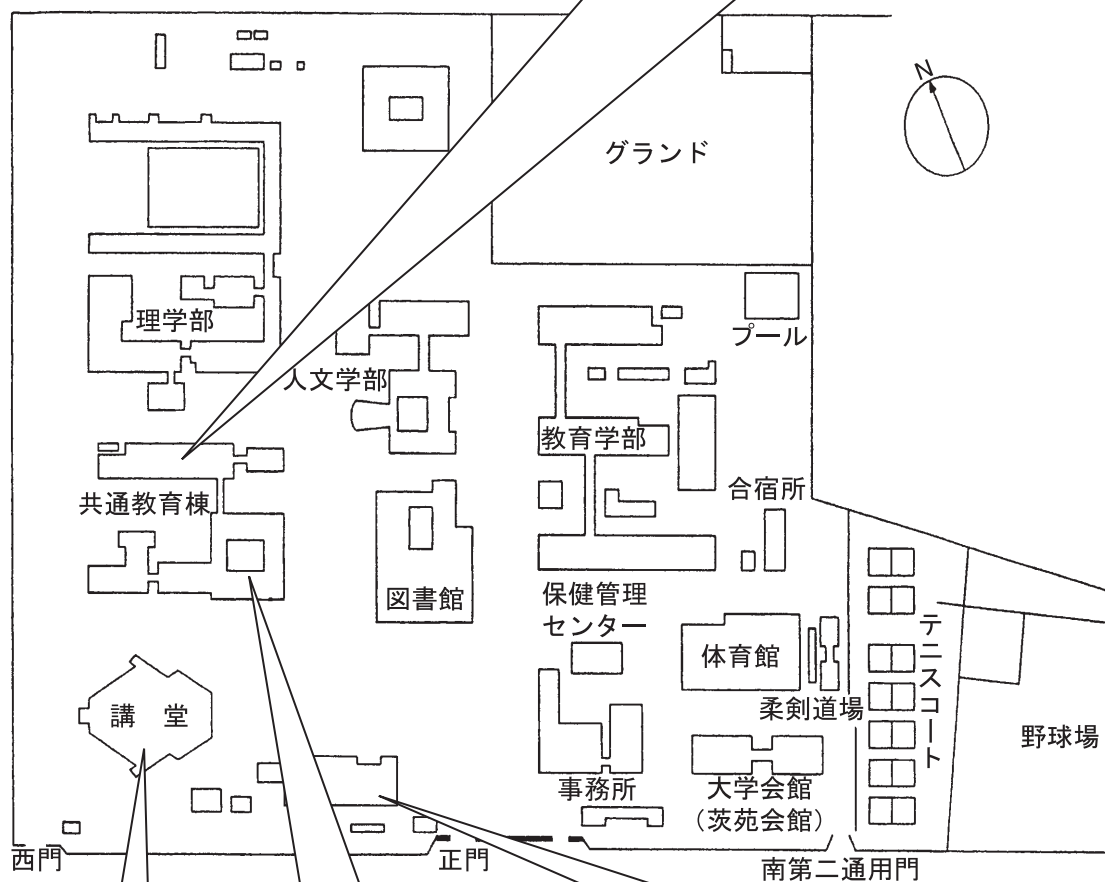 N
グランド
理学部
プール
人文学部
教育学部
合宿所
共通教育棟
図書館
保健管理
センター
体育館
テニスコート
講　堂
柔剣道場
野球場
事務所
大学会館
（茨苑会館）
西門
正門
南第二通用門